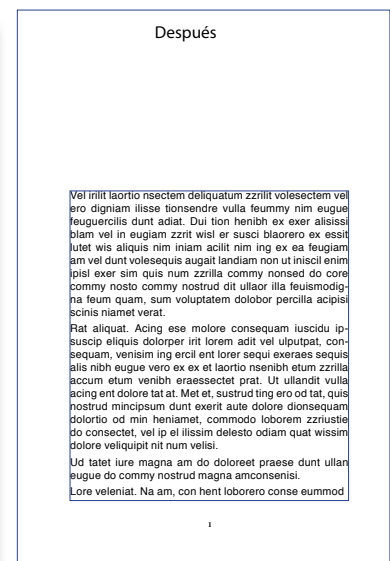 Después
Vel irilit laortio nsectem deliquatum zzrilit volesectem vel
ero digniam ilisse tionsendre vulla feummy nim eugue
feuguercilis dunt adiat. Dui tion henibh ex exer alisissi
blam vel in eugiam zzrit wisl er susci blaorero ex essit
lutet wis aliquis nim iniam acilit nim ing ex ea feugiam
am vel dunt volesequis augait landiam non ut iniscil enim
ipisl exer sim quis num zzrilla commy nonsed do core
commy nosto commy nostrud dit ullaor illa feuismodig-
na feum quam, sum voluptatem dolobor percilla acipisi
scinis niamet verat.
Rat aliquat. Acing ese molore consequam iuscidu ip-
suscip eliquis dolorper irit lorem adit vel ulputpat, con-
sequam, venisim ing ercil ent lorer sequi exeraes sequis
alis nibh eugue vero ex ex et laortio nsenibh etum zzrilla
accum etum venibh eraessectet prat. Ut ullandit vulla
acing ent dolore tat at. Met et, sustrud ting ero od tat, quis
nostrud mincipsum dunt exerit aute dolore dionsequam
dolortio od min heniamet, commodo loborem zzriustie
do consectet, vel ip el ilissim delesto odiam quat wissim
dolore veliquipit nit num velisi.
Ud tatet iure magna am do doloreet praese dunt ullan
eugue do commy nostrud magna amconsenisi.
Lore veleniat. Na am, con hent loborero conse eummod
1